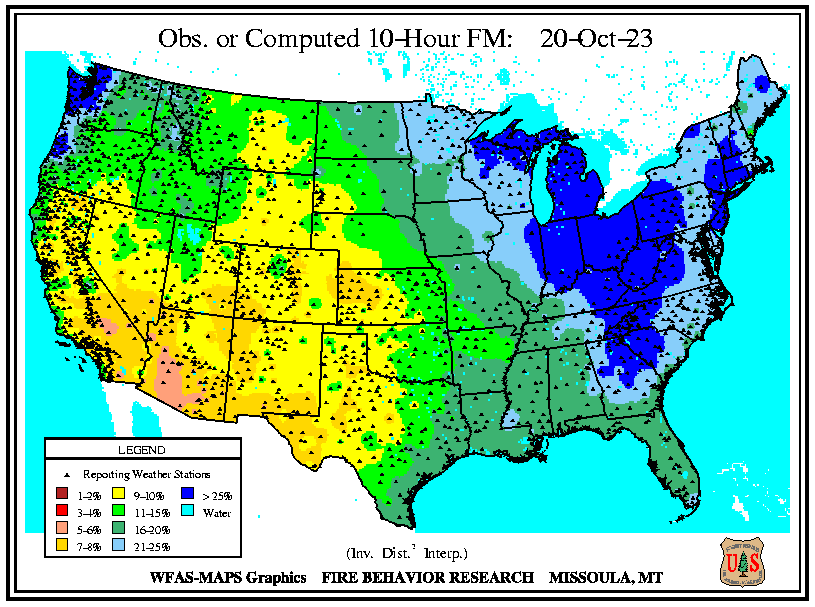 Obs. or Computed 10-Hour FM: 20-Oct-23
LEGEND
Reporting Weather Stations
1-2% 9-10% > 25%
3-4% 11-15% Water
5-6% 16-20%
7-8% 21-25%
(Inv. Dist.² Interp.)
WFAS-MAPS Graphics FIRE BEHAVIOR RESEARCH MISSOULA, MT
U S